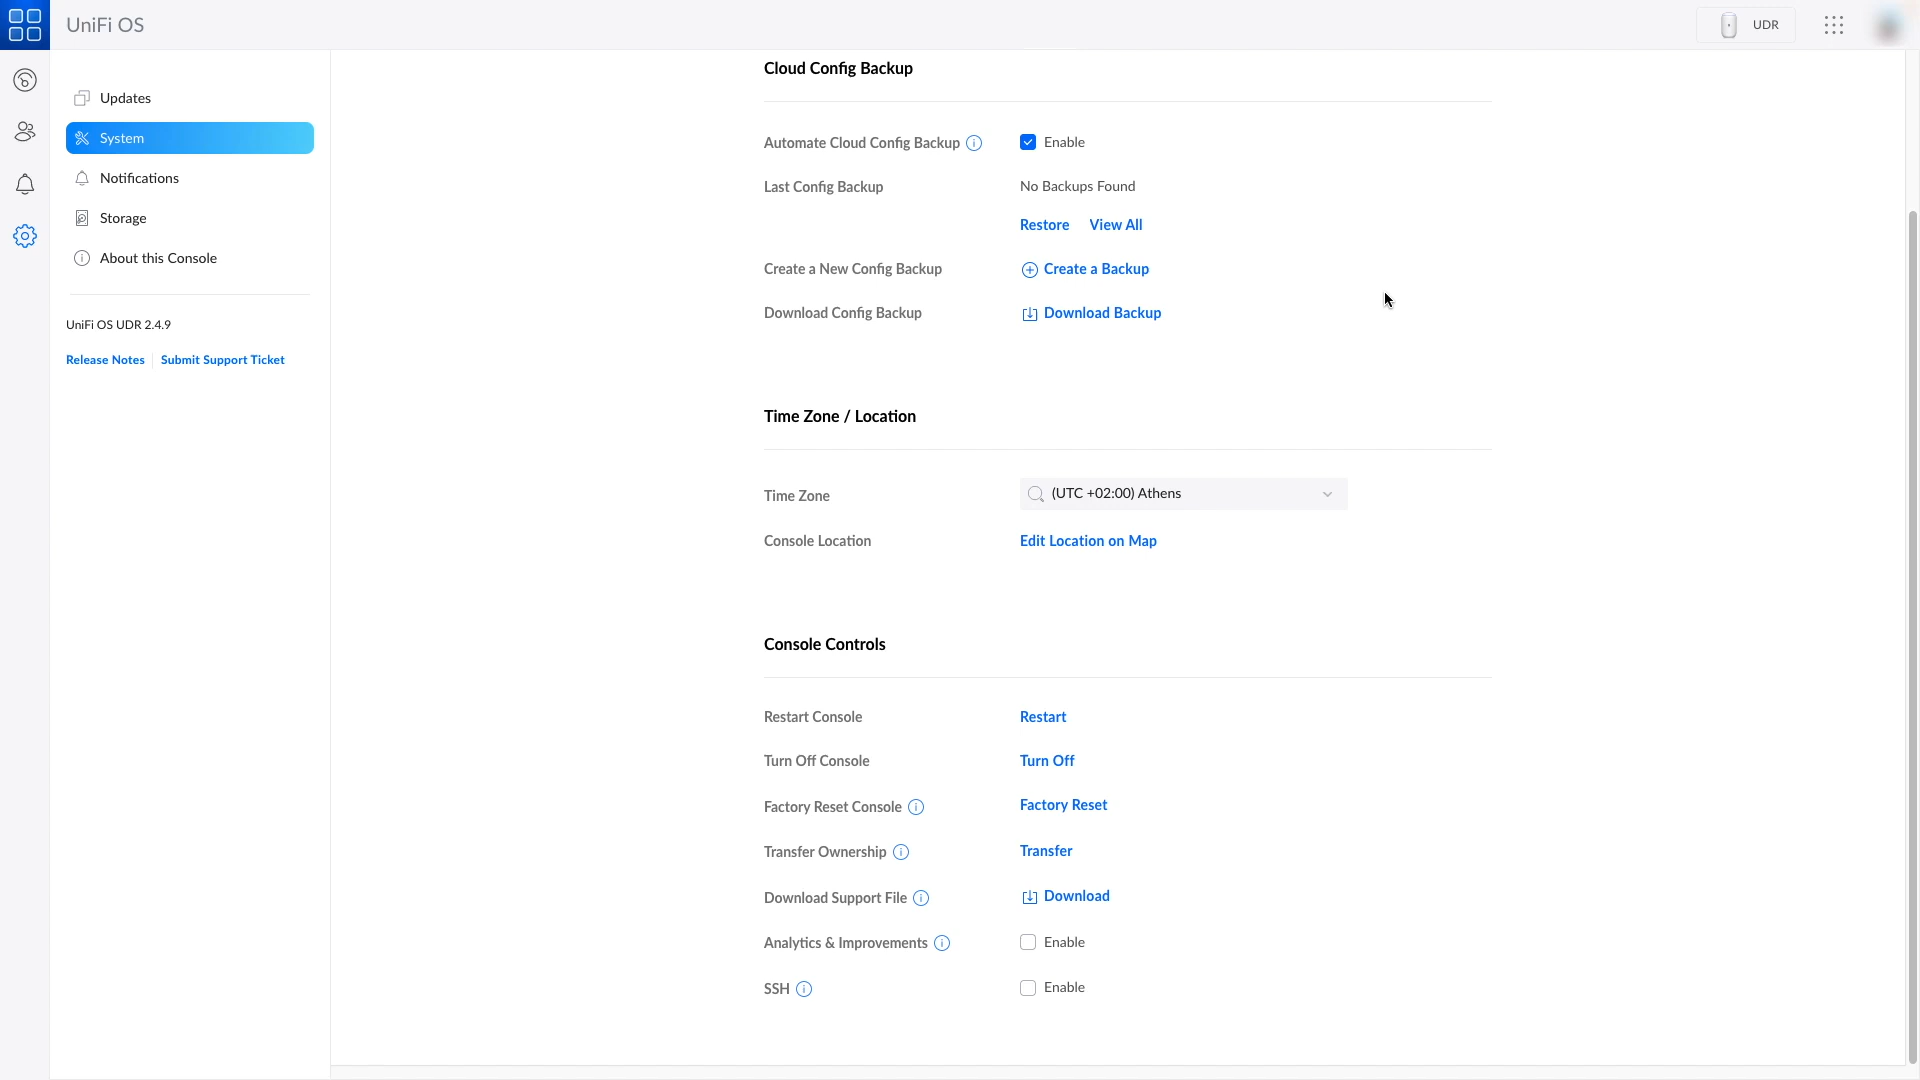 UniFi OS
UDR
Updates
System
Notifications
Storage
About this Console
UniFi OS UDR 2.4.9
Release Notes Submit Support Ticket
Cloud Config Backup
Automate Cloud Config Backup Enable
Last Config Backup No Backups Found
Restore View All
Create a New Config Backup Create a Backup
Download Config Backup Download Backup
Time Zone / Location
Time Zone (UTC +02:00) Athens
Console Location Edit Location on Map
Console Controls
Restart Console Restart
Turn Off Console Turn Off
Factory Reset Console Factory Reset
Transfer Ownership Transfer
Download Support File Download
Analytics & Improvements Enable
SSH Enable